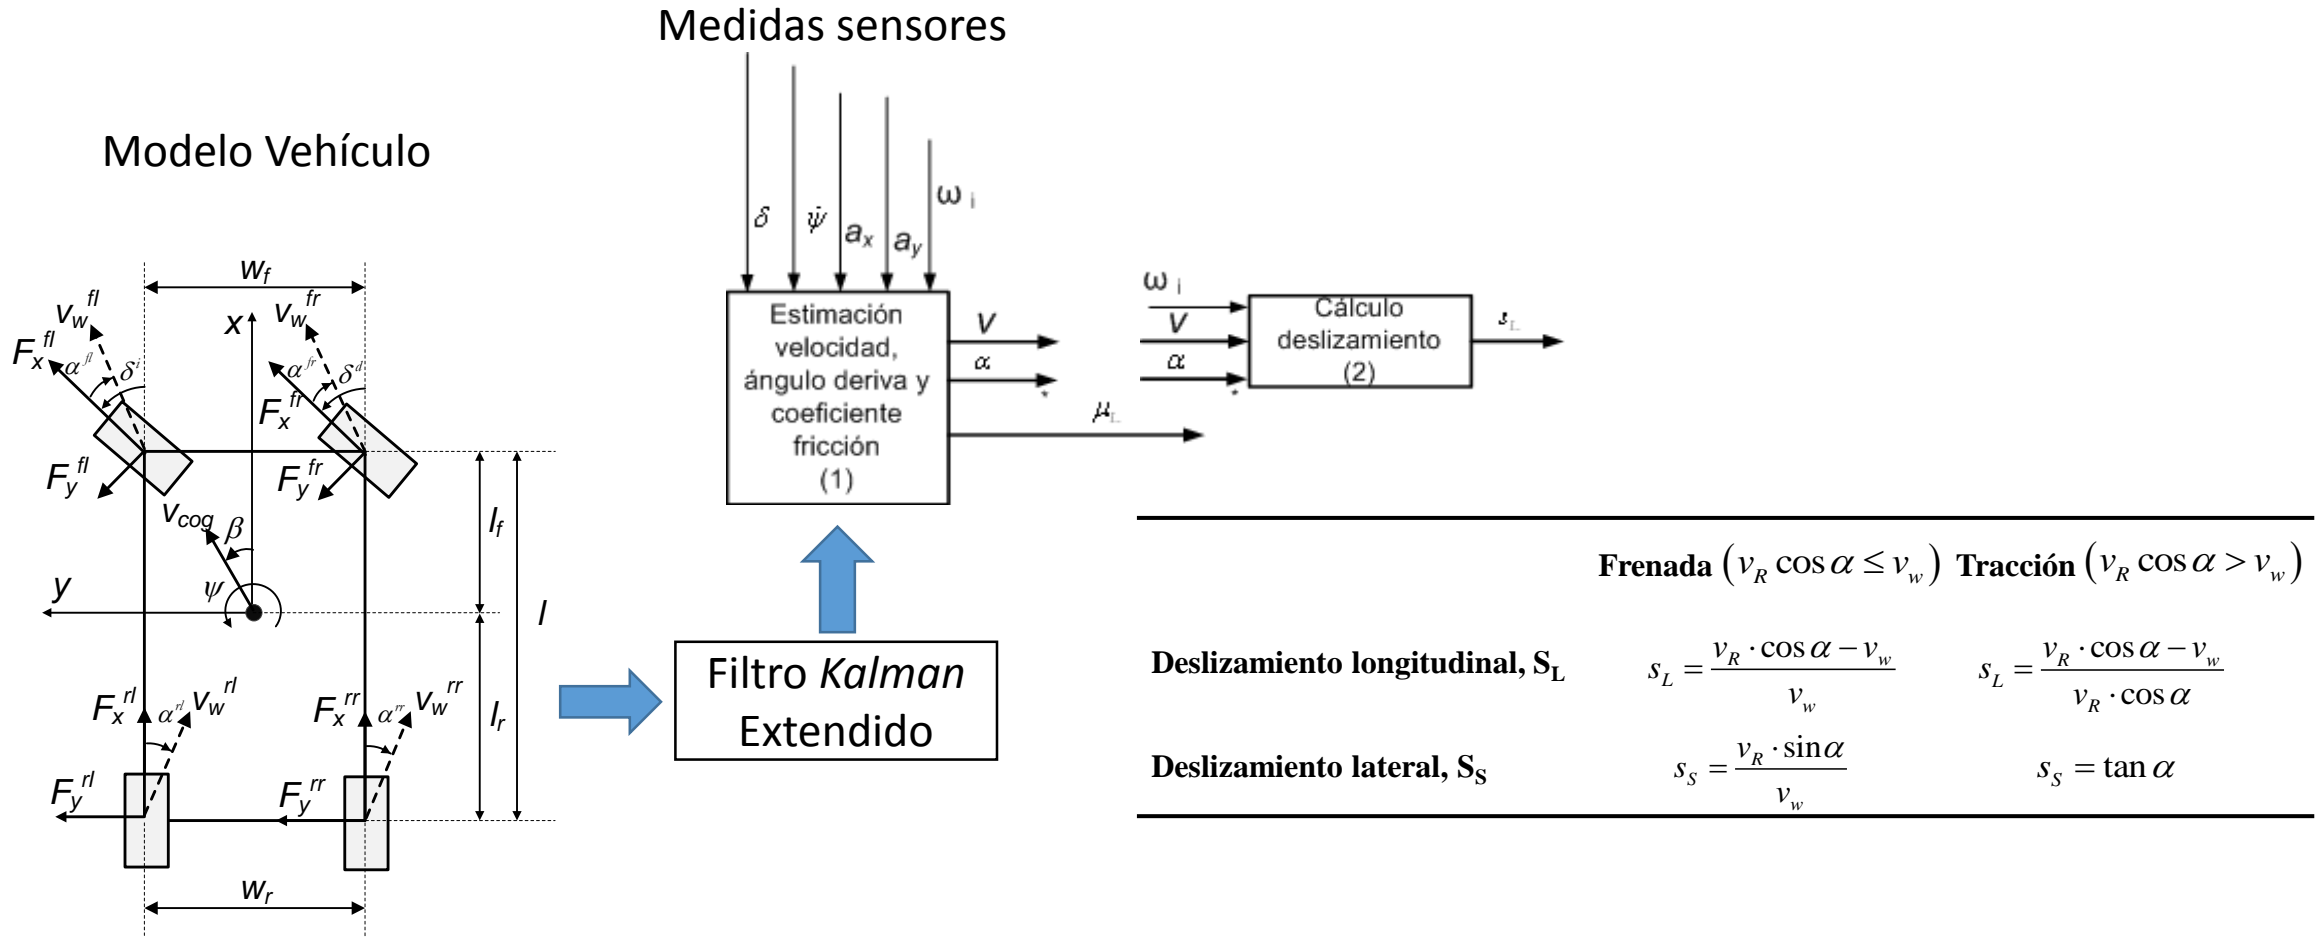 Medidas sensores
Modelo Vehículo
δ
ψ̇
a_x
a_y
ω_i
w_f
v_w^fl
v_w^fr
x
F_x^fl
α^fl
δ^i
α^fr
δ^d
F_x^fr
F_y^fl
F_y^fr
v_cog
β
l_f
y
ψ
l
F_x^rl
α^rl
v_w^rl
F_x^rr
α^rr
v_w^rr
l_r
F_y^rl
F_y^rr
w_r
Estimación
velocidad,
ángulo deriva y
coeficiente
fricción
(1)
V
α
μ_L
ω_i
V
α
Cálculo
deslizamiento
(2)
s_L
Filtro Kalman
Extendido
Frenada (v_R cos α ≤ v_w) Tracción (v_R cos α > v_w)
Deslizamiento longitudinal, S_L s_L = (v_R · cos α − v_w) / v_w s_L = (v_R · cos α − v_w) / (v_R · cos α)
Deslizamiento lateral, S_S s_S = (v_R · sin α) / v_w s_S = tan α